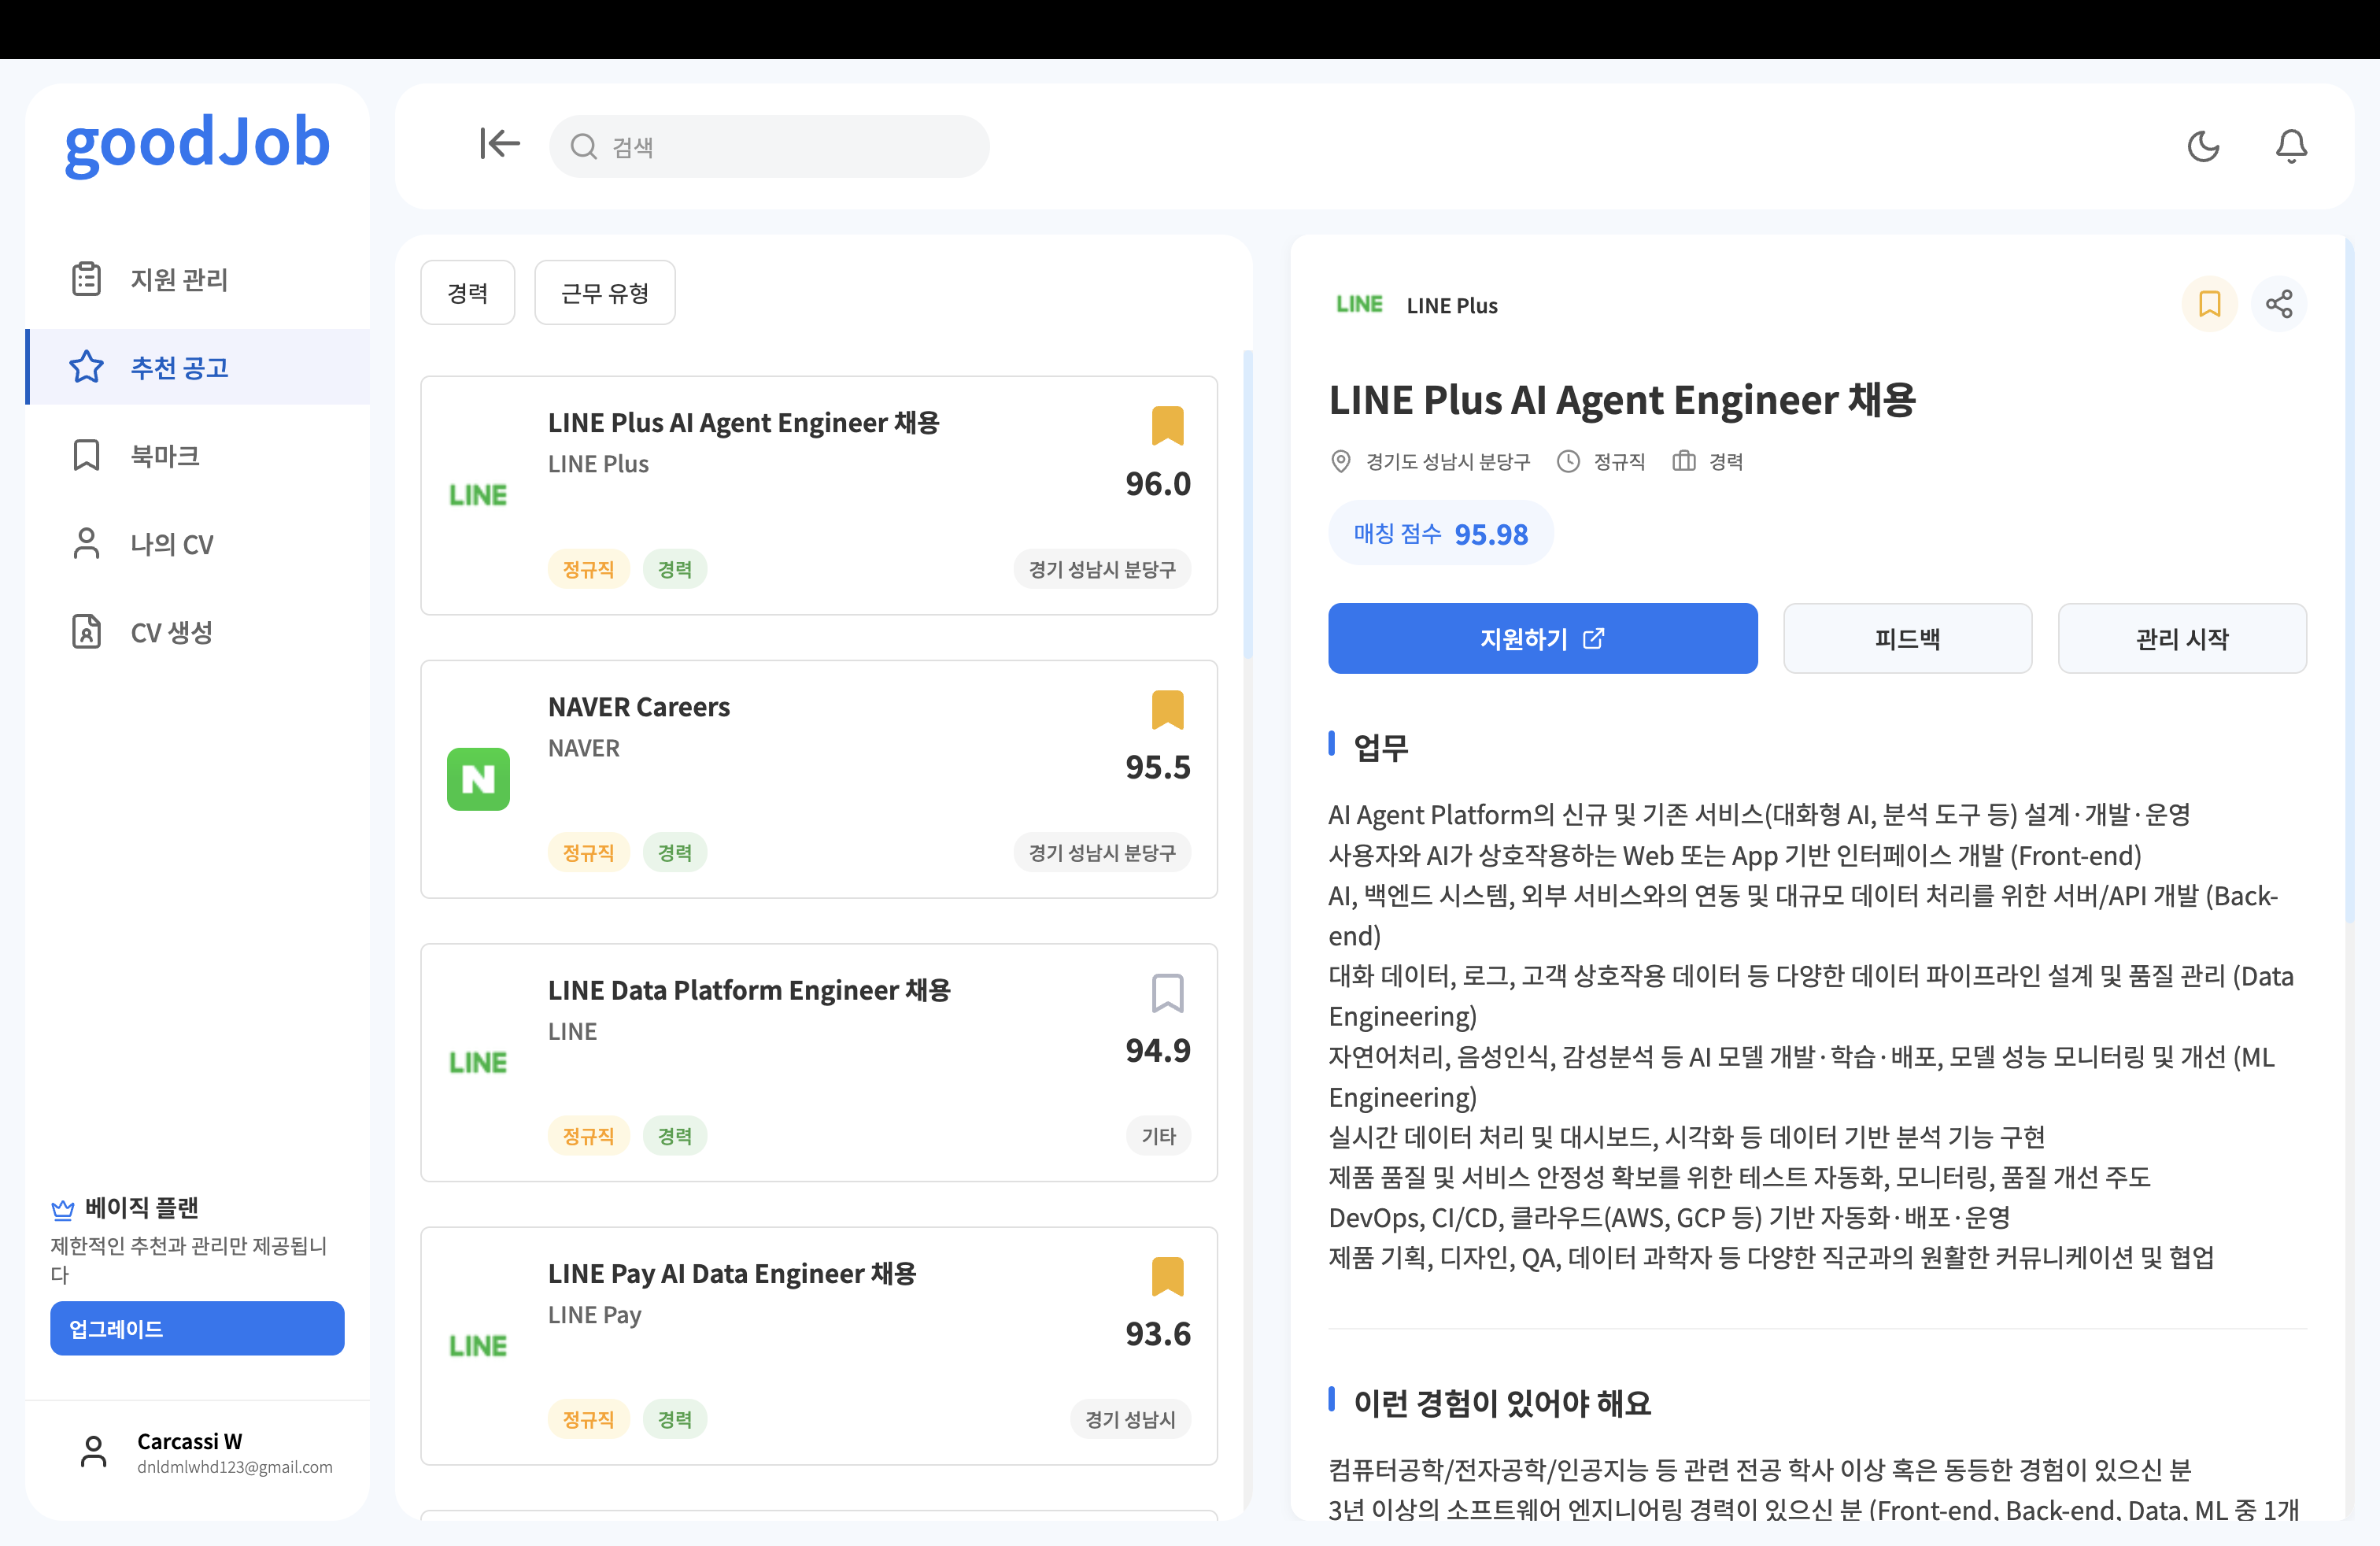 goodJob
지원 관리
추천 공고
북마크
나의 CV
CV 생성
베이직 플랜
제한적인 추천과 관리만 제공됩니
다
업그레이드
Carcassi W
dnldmlwhd123@gmail.com
검색
경력
근무 유형
LINE
LINE Plus AI Agent Engineer 채용
LINE Plus
96.0
정규직
경력
경기 성남시 분당구
N
NAVER Careers
NAVER
95.5
정규직
경력
경기 성남시 분당구
LINE
LINE Data Platform Engineer 채용
LINE
94.9
정규직
경력
기타
LINE
LINE Pay AI Data Engineer 채용
LINE Pay
93.6
정규직
경력
경기 성남시
LINE
LINE Plus
LINE Plus AI Agent Engineer 채용
경기도 성남시 분당구
정규직
경력
매칭 점수 95.98
지원하기
피드백
관리 시작
업무
AI Agent Platform의 신규 및 기존 서비스(대화형 AI, 분석 도구 등) 설계·개발·운영
사용자와 AI가 상호작용하는 Web 또는 App 기반 인터페이스 개발 (Front-end)
AI, 백엔드 시스템, 외부 서비스와의 연동 및 대규모 데이터 처리를 위한 서버/API 개발 (Back-
end)
대화 데이터, 로그, 고객 상호작용 데이터 등 다양한 데이터 파이프라인 설계 및 품질 관리 (Data
Engineering)
자연어처리, 음성인식, 감성분석 등 AI 모델 개발·학습·배포, 모델 성능 모니터링 및 개선 (ML
Engineering)
실시간 데이터 처리 및 대시보드, 시각화 등 데이터 기반 분석 기능 구현
제품 품질 및 서비스 안정성 확보를 위한 테스트 자동화, 모니터링, 품질 개선 주도
DevOps, CI/CD, 클라우드(AWS, GCP 등) 기반 자동화·배포·운영
제품 기획, 디자인, QA, 데이터 과학자 등 다양한 직군과의 원활한 커뮤니케이션 및 협업
이런 경험이 있어야 해요
컴퓨터공학/전자공학/인공지능 등 관련 전공 학사 이상 혹은 동등한 경험이 있으신 분
3년 이상의 소프트웨어 엔지니어링 경력이 있으신 분 (Front-end, Back-end, Data, ML 중 1개